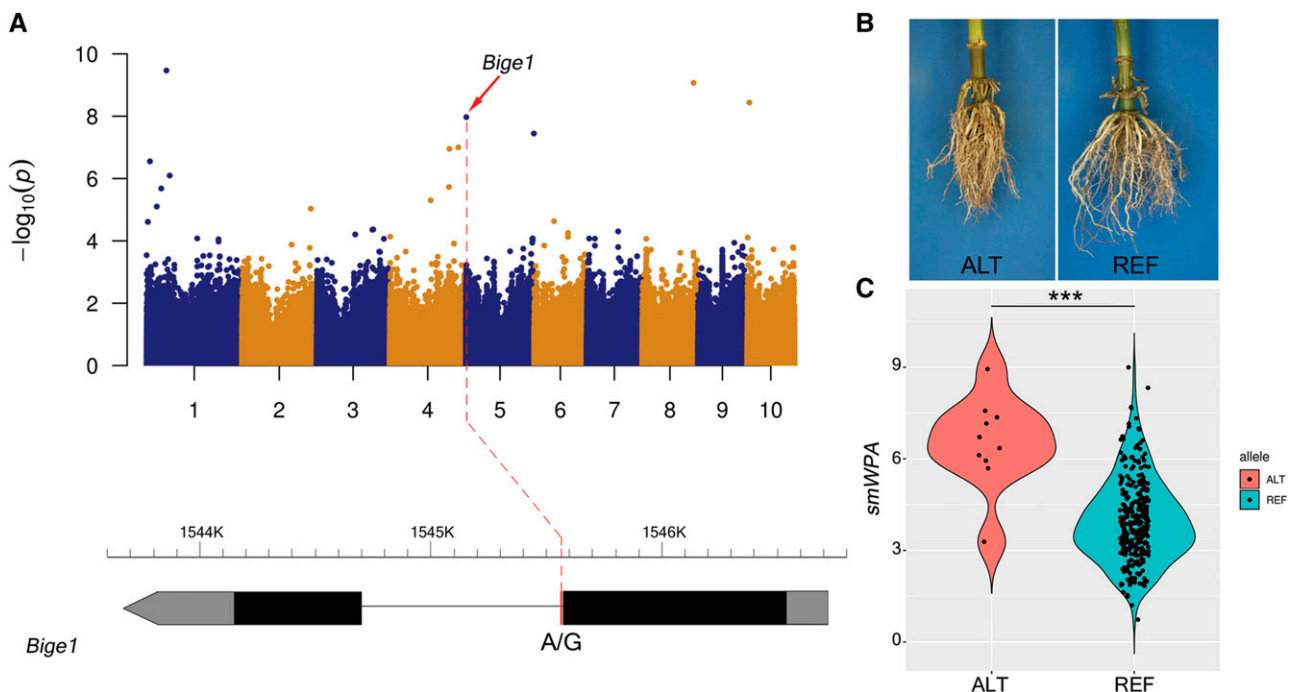 A
Bige1
−log10(p)
10
8
6
4
2
0
1 2 3 4 5 6 7 8 9 10
1544K 1545K 1546K
Bige1
A/G
B
ALT REF
C
***
smWPA
9
6
3
0
ALT REF
allele
ALT
REF